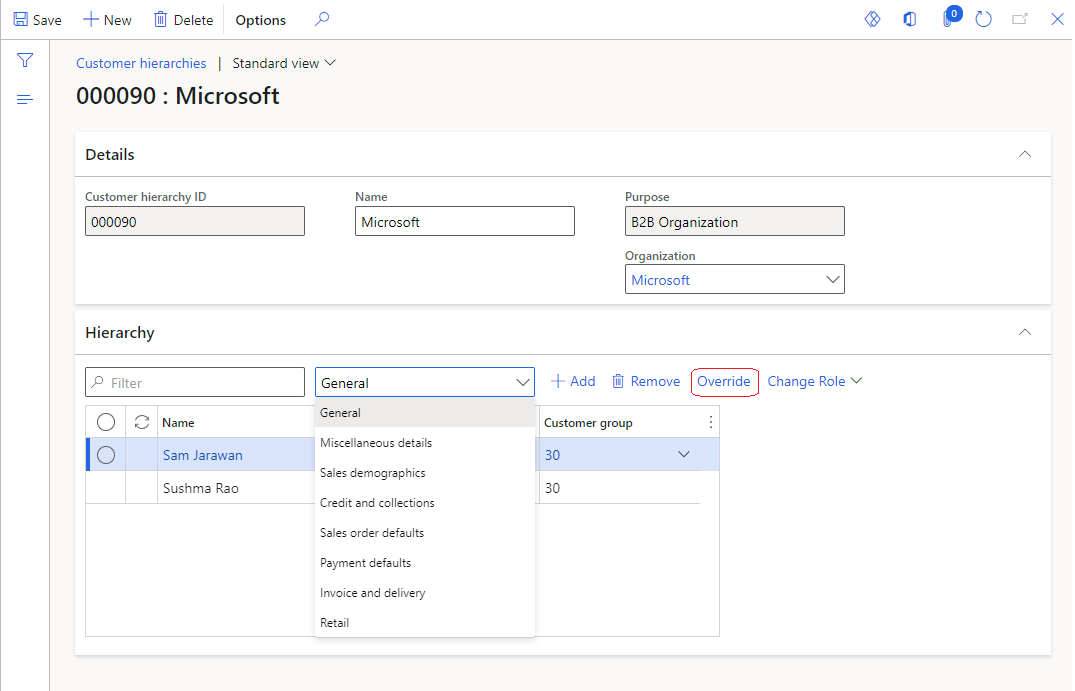 Save New Delete Options 0
Customer hierarchies | Standard view
000090 : Microsoft
Details
Customer hierarchy ID Name Purpose
000090 Microsoft B2B Organization
Organization
Microsoft
Hierarchy
Filter General Add Remove Override Change Role
Name Customer group
Sam Jarawan 30
Sushma Rao 30
General
Miscellaneous details
Sales demographics
Credit and collections
Sales order defaults
Payment defaults
Invoice and delivery
Retail